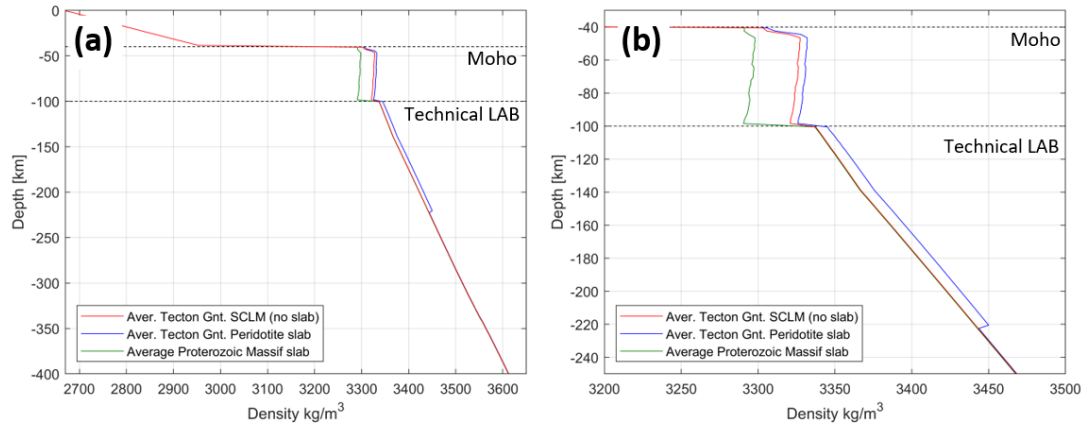 (a)
0
-50
-100
-150
-200
-250
-300
-350
-400
Depth [km]
Moho
Technical LAB
Aver. Tecton Gnt. SCLM (no slab)
Aver. Tecton Gnt. Peridotite slab
Average Proterozoic Massif slab
2700 2800 2900 3000 3100 3200 3300 3400 3500 3600
Density kg/m³
(b)
-40
-60
-80
-100
-120
-140
-160
-180
-200
-220
-240
Depth [km]
Moho
Technical LAB
Aver. Tecton Gnt. SCLM (no slab)
Aver. Tecton Gnt. Peridotite slab
Average Proterozoic Massif slab
3200 3250 3300 3350 3400 3450 3500
Density kg/m³